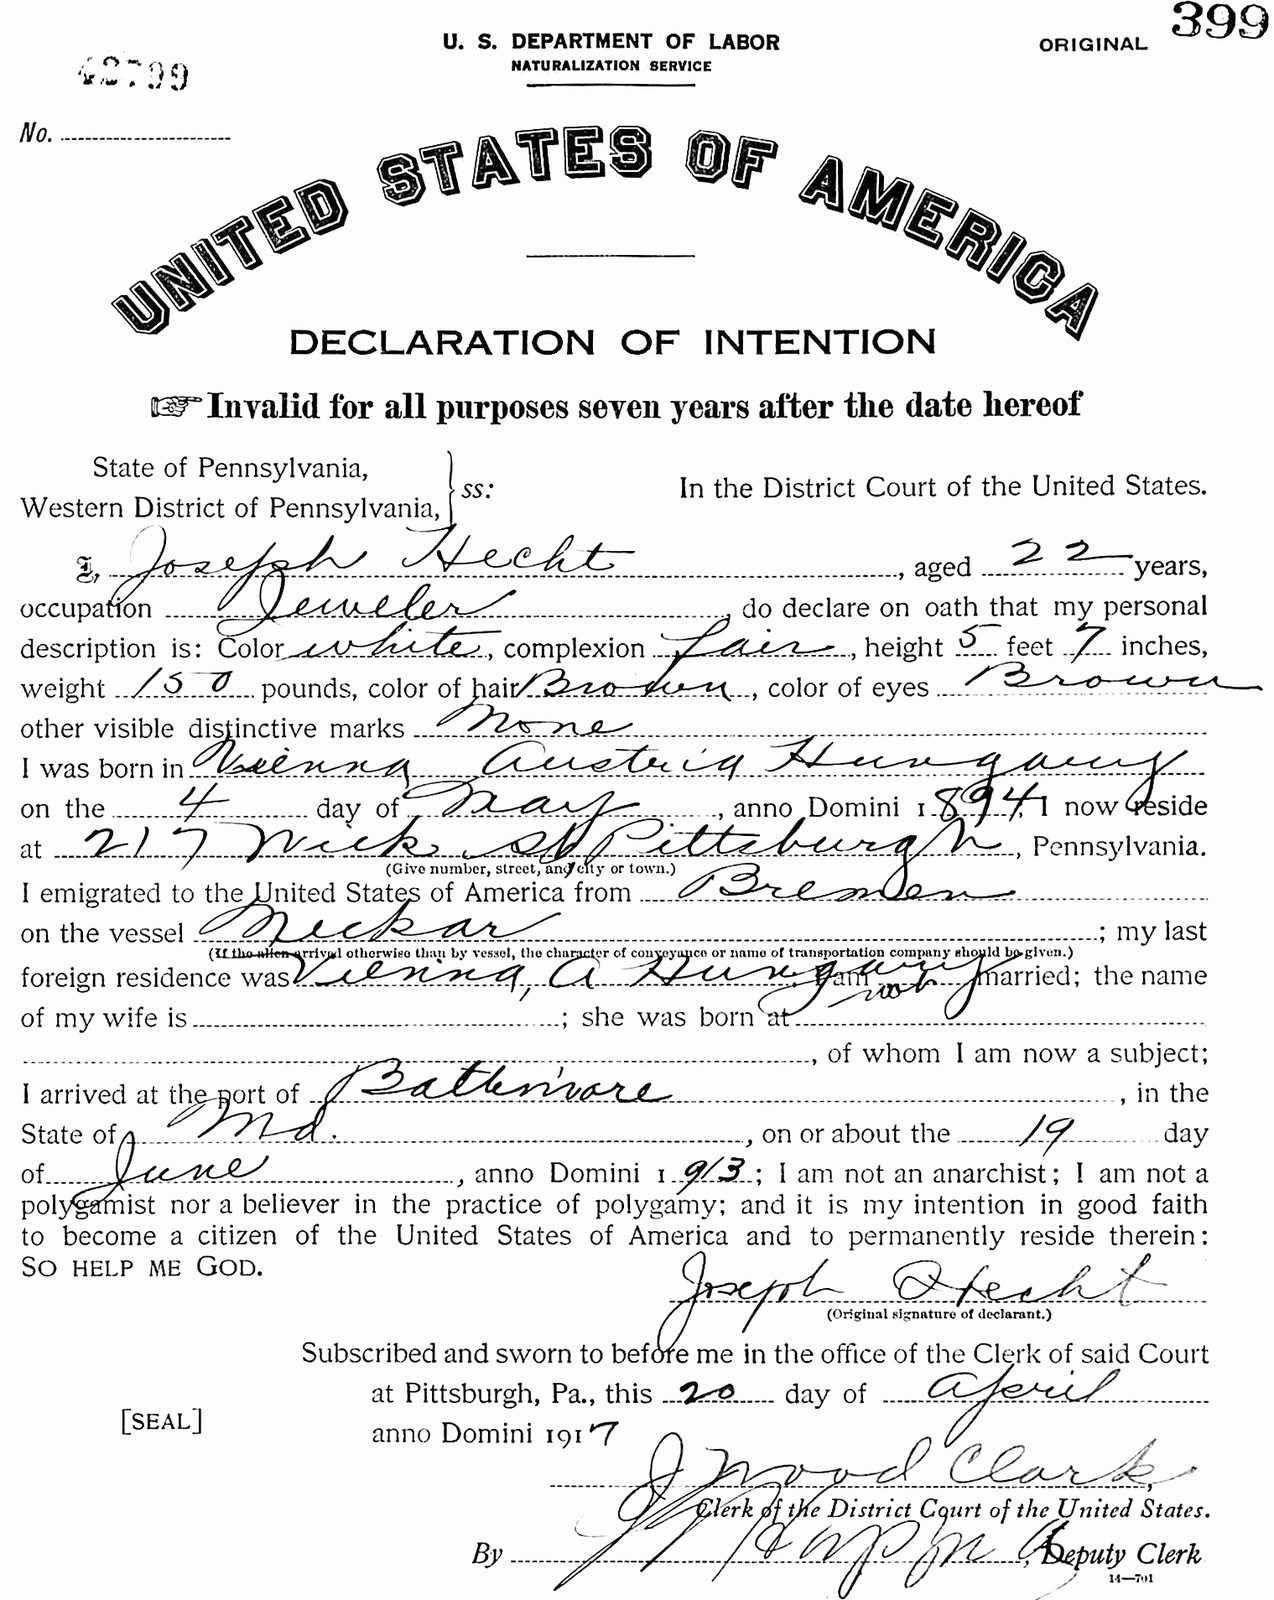 399
U. S. DEPARTMENT OF LABOR
ORIGINAL
NATURALIZATION SERVICE
42799
No.
UNITED STATES OF AMERICA
DECLARATION OF INTENTION
☞ Invalid for all purposes seven years after the date hereof
State of Pennsylvania,
Western District of Pennsylvania, } ss: In the District Court of the United States.
I, Joseph Hecht, aged 22 years,
occupation Jeweler, do declare on oath that my personal
description is: Color white, complexion fair, height 5 feet 7 inches,
weight 150 pounds, color of hair Brown, color of eyes Brown
other visible distinctive marks None
I was born in Vienna Austria Hungary
on the 4 day of May, anno Domini 1894, I now reside
at 217 Wick St Pittsburgh, Pennsylvania.
(Give number, street, and city or town.)
I emigrated to the United States of America from Bremen
on the vessel Neckar; my last
(If the alien arrived otherwise than by vessel, the character of conveyance or name of transportation company should be given.)
foreign residence was Vienna, A Hungary. I am not married; the name
of my wife is ; she was born at
, of whom I am now a subject;
I arrived at the port of Baltimore, in the
State of Md., on or about the 19 day
of June, anno Domini 1913; I am not an anarchist; I am not a
polygamist nor a believer in the practice of polygamy; and it is my intention in good faith
to become a citizen of the United States of America and to permanently reside therein:
SO HELP ME GOD.
Joseph Hecht
(Original signature of declarant.)
Subscribed and sworn to before me in the office of the Clerk of said Court
at Pittsburgh, Pa., this 20 day of April
[SEAL]
anno Domini 1917
J Wood Clark,
Clerk of the District Court of the United States.
By , Deputy Clerk
14—701